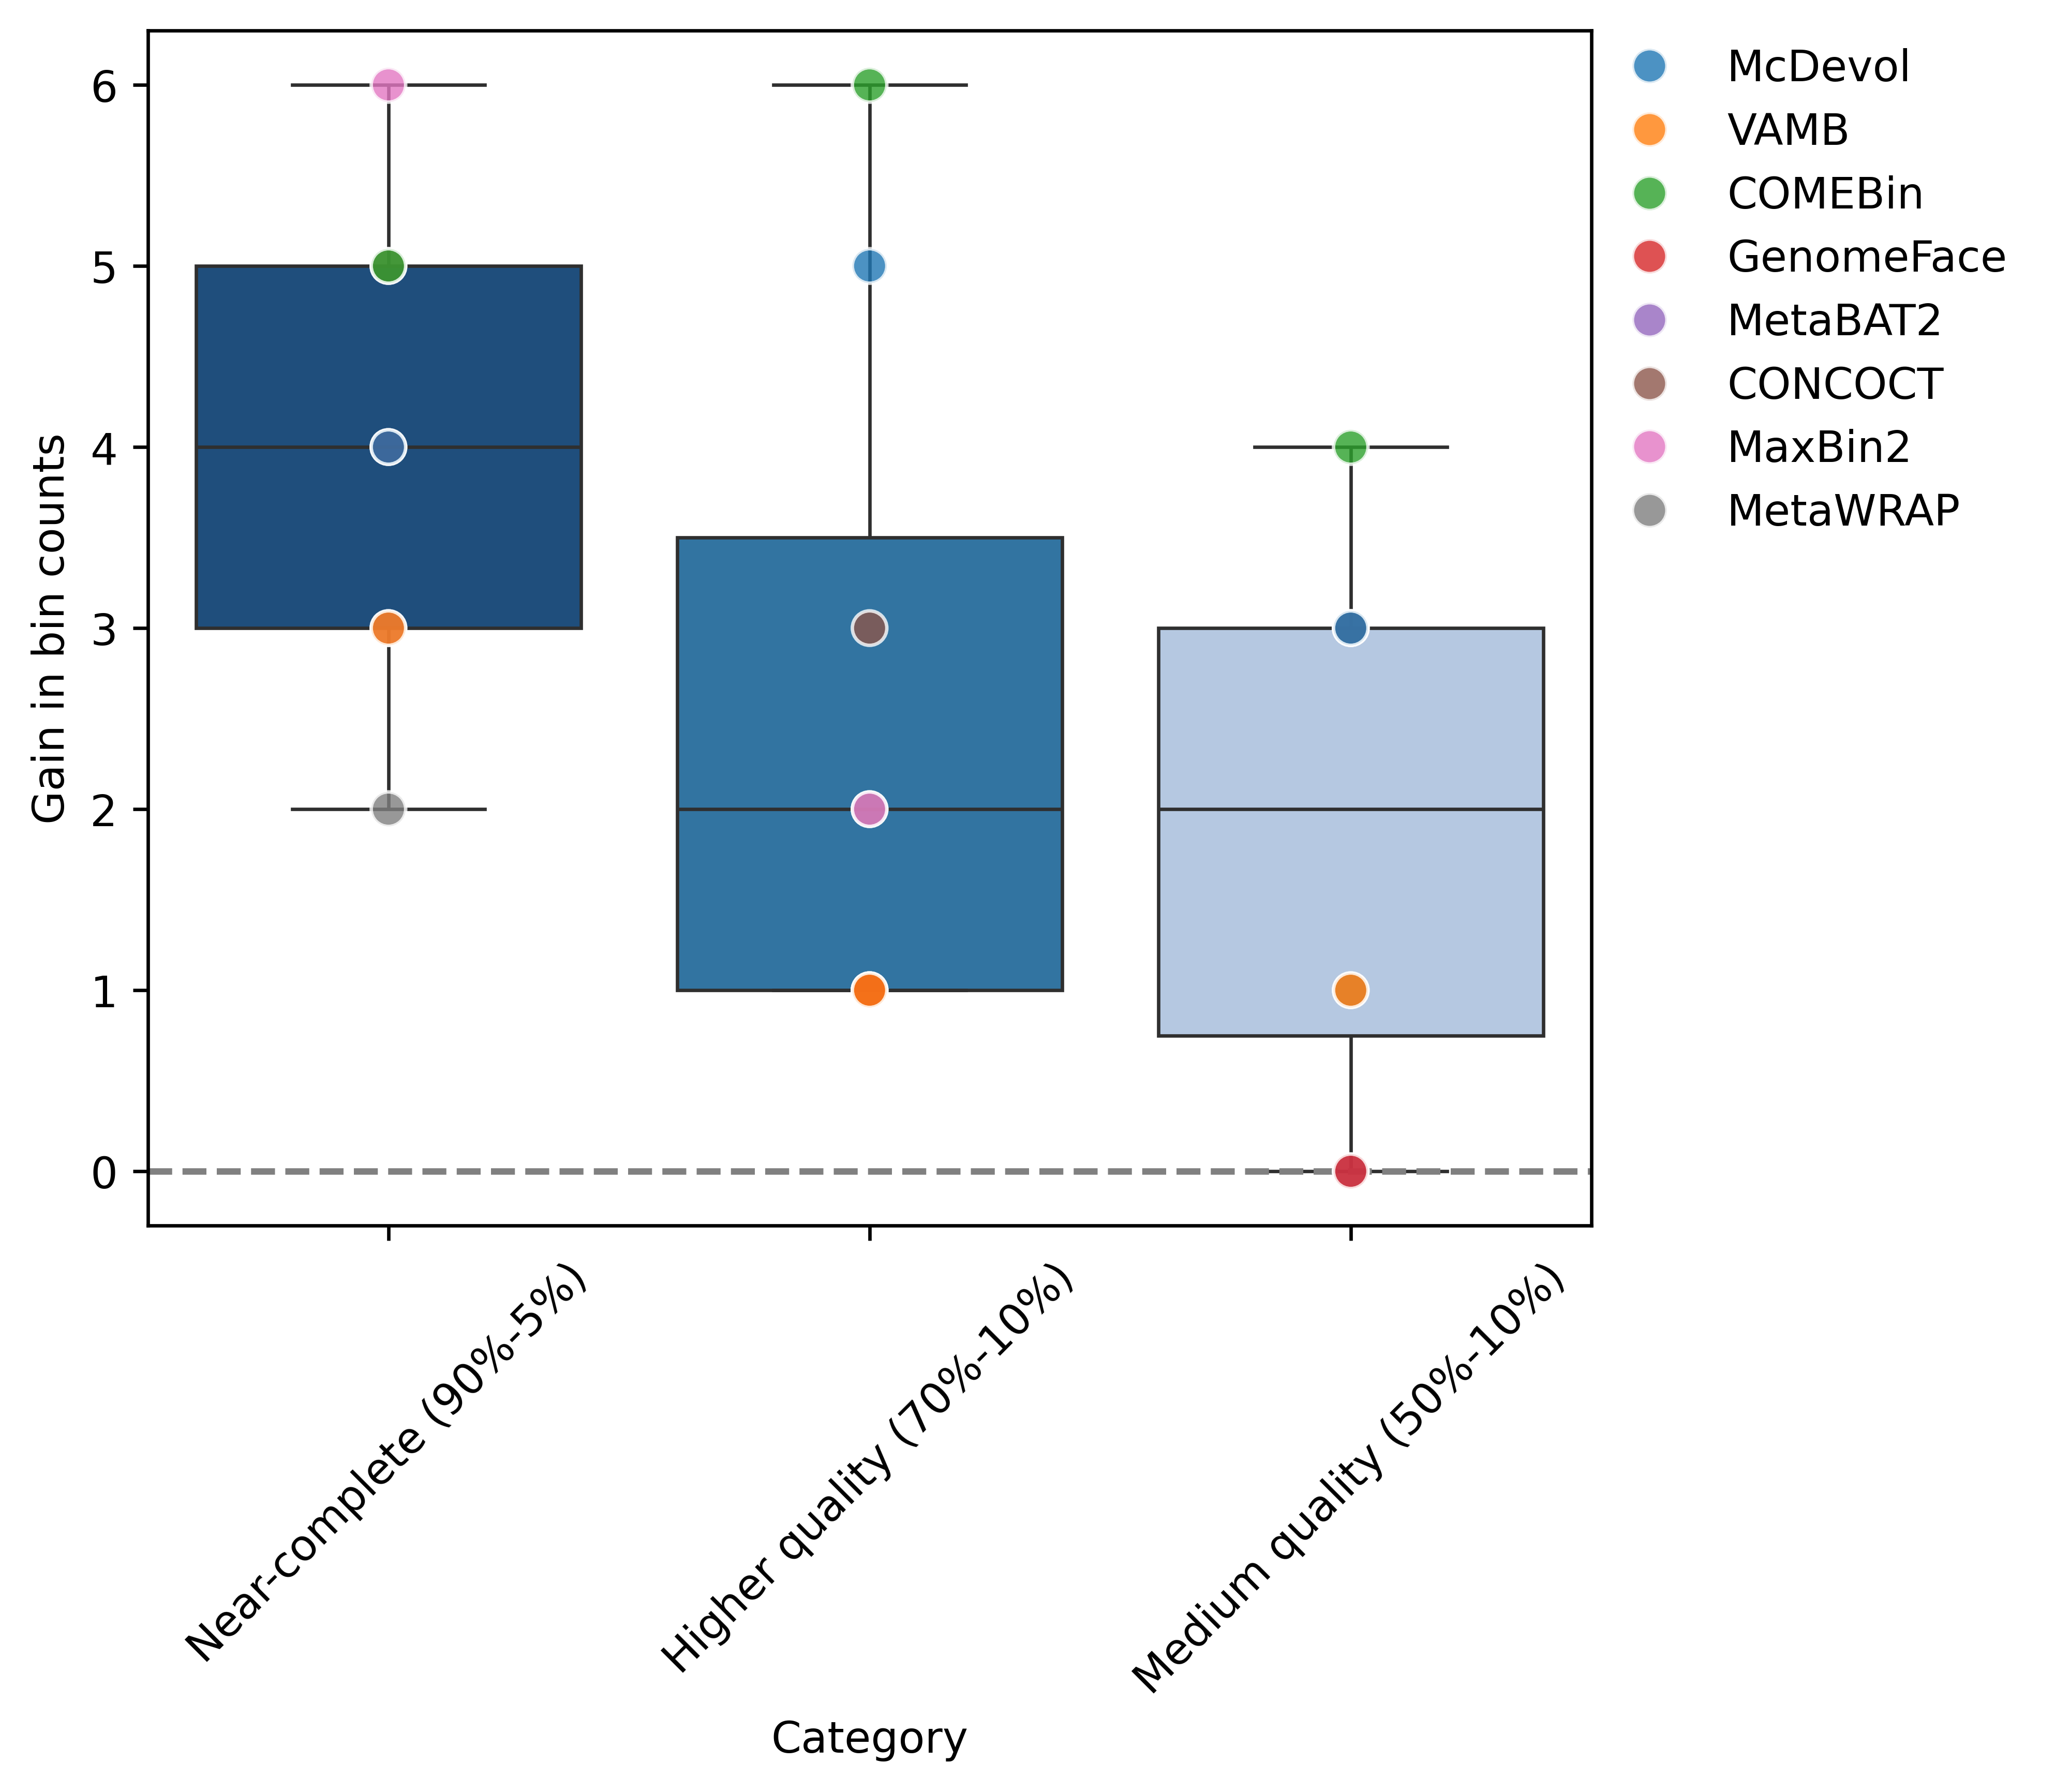 Gain in bin counts
6
5
4
3
2
1
0
Near-complete (90%-5%)
Higher quality (70%-10%)
Medium quality (50%-10%)
Category
McDevol
VAMB
COMEBin
GenomeFace
MetaBAT2
CONCOCT
MaxBin2
MetaWRAP